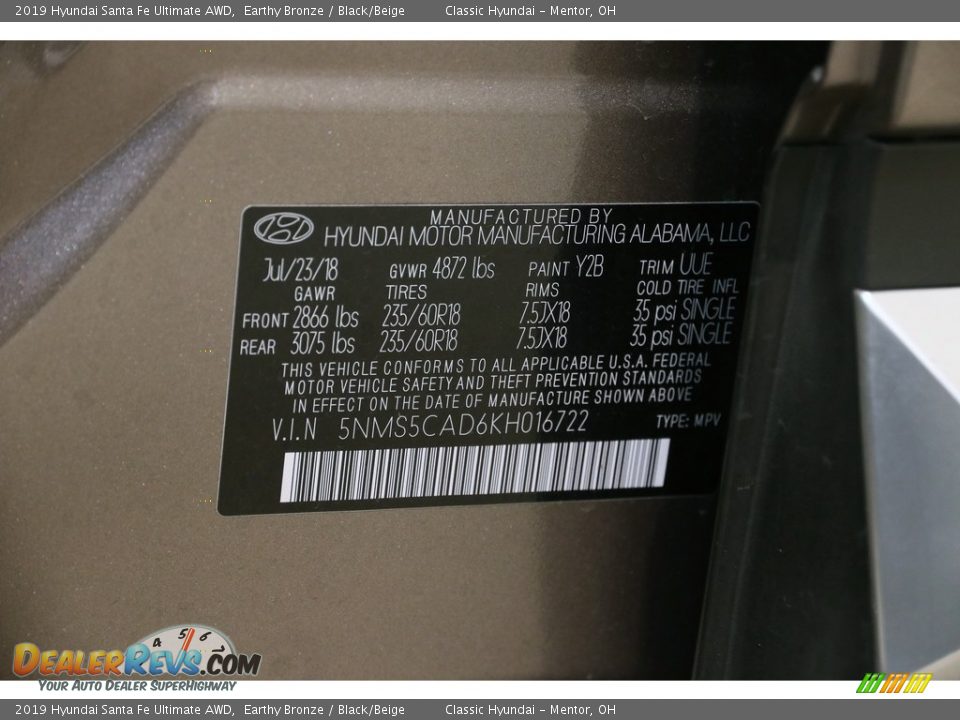 2019 Hyundai Santa Fe Ultimate AWD, Earthy Bronze / Black/Beige Classic Hyundai - Mentor, OH
MANUFACTURED BY
HYUNDAI MOTOR MANUFACTURING ALABAMA, LLC
Jul/23/18 GVWR 4872 lbs PAINT Y2B TRIM UUE
GAWR TIRES RIMS COLD TIRE INFL
FRONT 2866 lbs 235/60R18 7.5JX18 35 psi SINGLE
REAR 3075 lbs 235/60R18 7.5JX18 35 psi SINGLE
THIS VEHICLE CONFORMS TO ALL APPLICABLE U.S.A. FEDERAL
MOTOR VEHICLE SAFETY AND THEFT PREVENTION STANDARDS
IN EFFECT ON THE DATE OF MANUFACTURE SHOWN ABOVE
V.I.N 5NMS5CAD6KH016722 TYPE: MPV
4 5 6 7
DEALERREVS.COM
YOUR AUTO DEALER SUPERHIGHWAY
2019 Hyundai Santa Fe Ultimate AWD, Earthy Bronze / Black/Beige Classic Hyundai - Mentor, OH